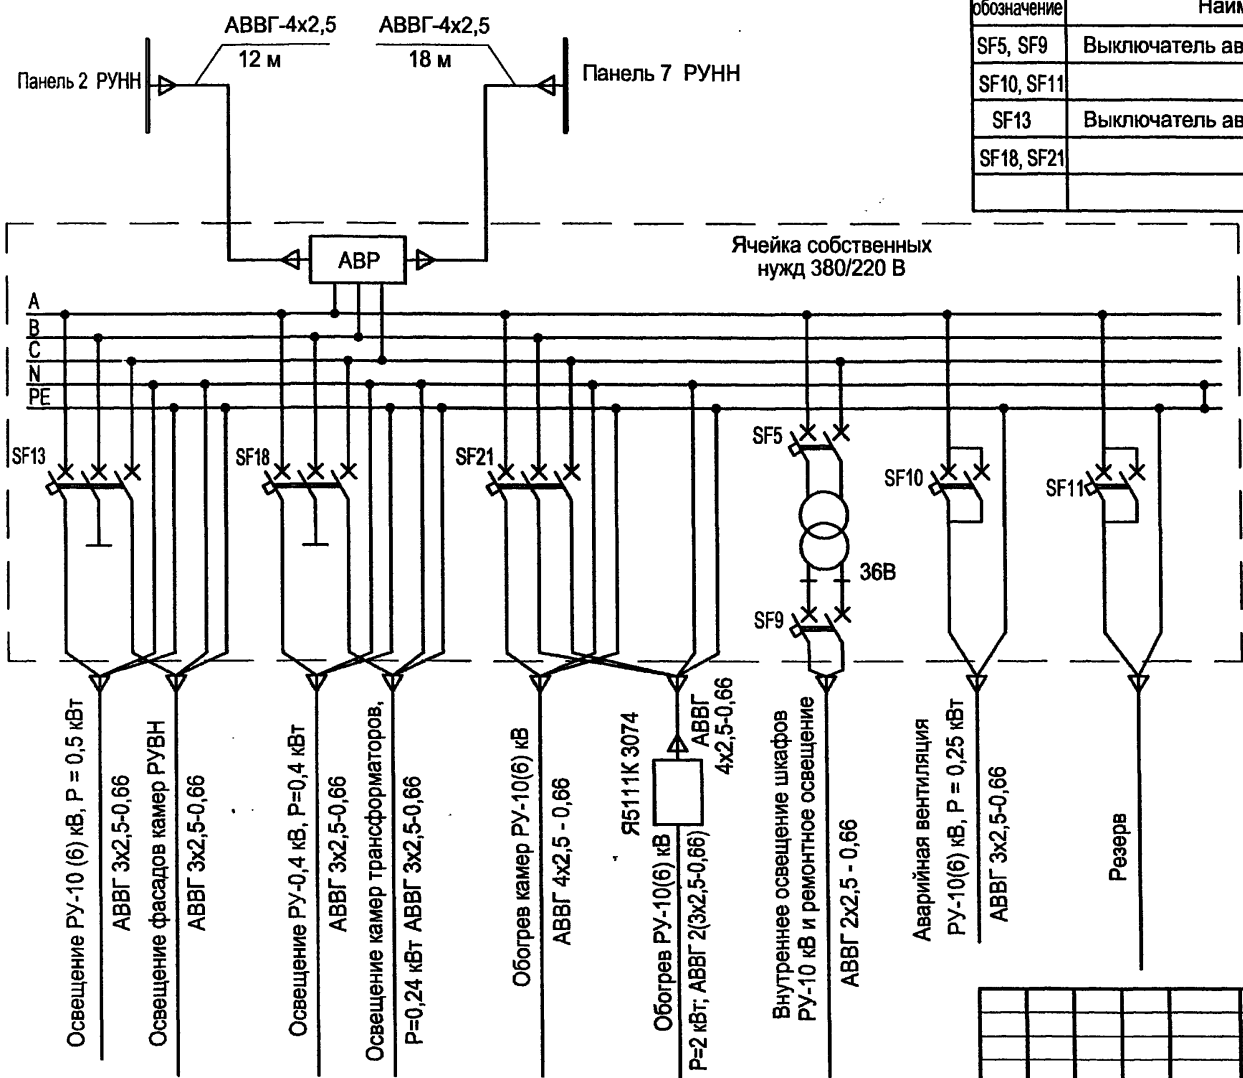 АВВГ-4х2,5
12 м
АВВГ-4х2,5
18 м
Панель 2 РУНН
Панель 7 РУНН
обозначение
Наим
SF5, SF9
Выключатель ав
SF10, SF11
SF13
Выключатель ав
SF18, SF21
АВР
Ячейка собственных
нужд 380/220 В
A
B
C
N
PE
SF13
SF18
SF21
SF5
SF10
SF11
36В
SF9
Освещение РУ-10 (6) кВ, Р = 0,5 кВт
АВВГ 3х2,5-0,66
Освещение фасадов камер РУВН
АВВГ 3х2,5-0,66
Освещение РУ-0,4 кВ, Р=0,4 кВт
АВВГ 3х2,5-0,66
Освещение камер трансформаторов,
Р=0,24 кВт АВВГ 3х2,5-0,66
Обогрев камер РУ-10(6) кВ
АВВГ 4х2,5 - 0,66
Я5111К 3074
АВВГ
4х2,5-0,66
Обогрев РУ-10(6) кВ
Р=2 кВт; АВВГ 2(3х2,5-0,66)
Внутреннее освещение шкафов
РУ-10 кВ и ремонтное освещение
АВВГ 2х2,5 - 0,66
Аварийная вентиляция
РУ-10(6) кВ, Р = 0,25 кВт
АВВГ 3х2,5-0,66
Резерв